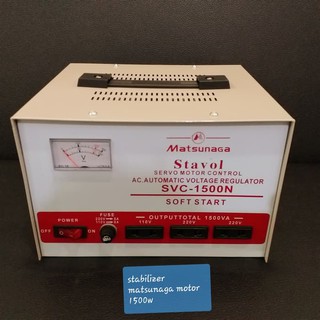 Matsunaga
Stavol
SERVO MOTOR CONTROL
A.C. AUTOMATIC VOLTAGE REGULATOR
SVC-1500N
SOFT START
POWER
OFF ON
FUSE
OUTPUT TOTAL 1500VA
110V 220V 220V
stabilizer
matsunaga motor
1500w